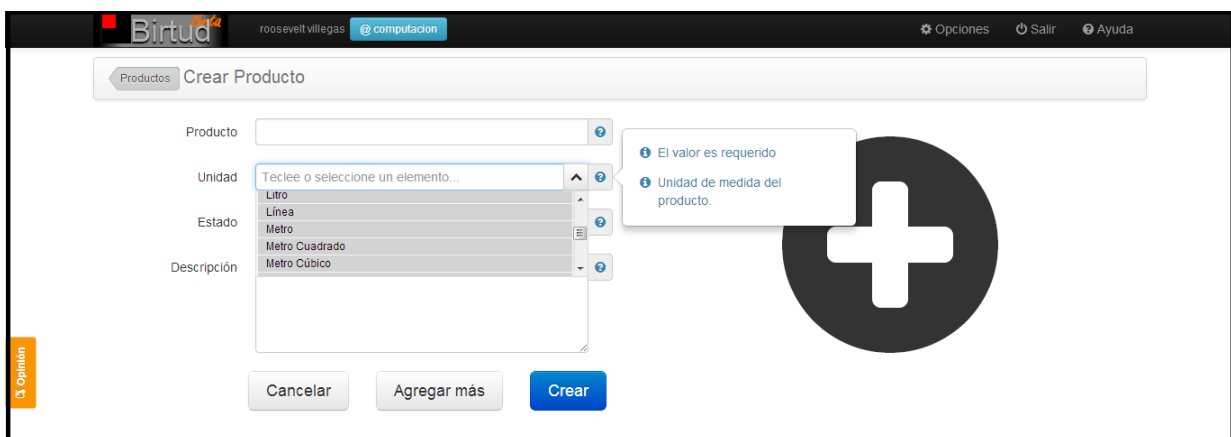 Birtud Beta roosevelt villegas @ computacion Opciones Salir Ayuda
Productos Crear Producto
Producto
El valor es requerido
Unidad Teclee o seleccione un elemento...
Unidad de medida del
producto.
Litro
Línea
Estado
Metro
Metro Cuadrado
Descripción
Metro Cúbico
Opinión
Cancelar Agregar más Crear